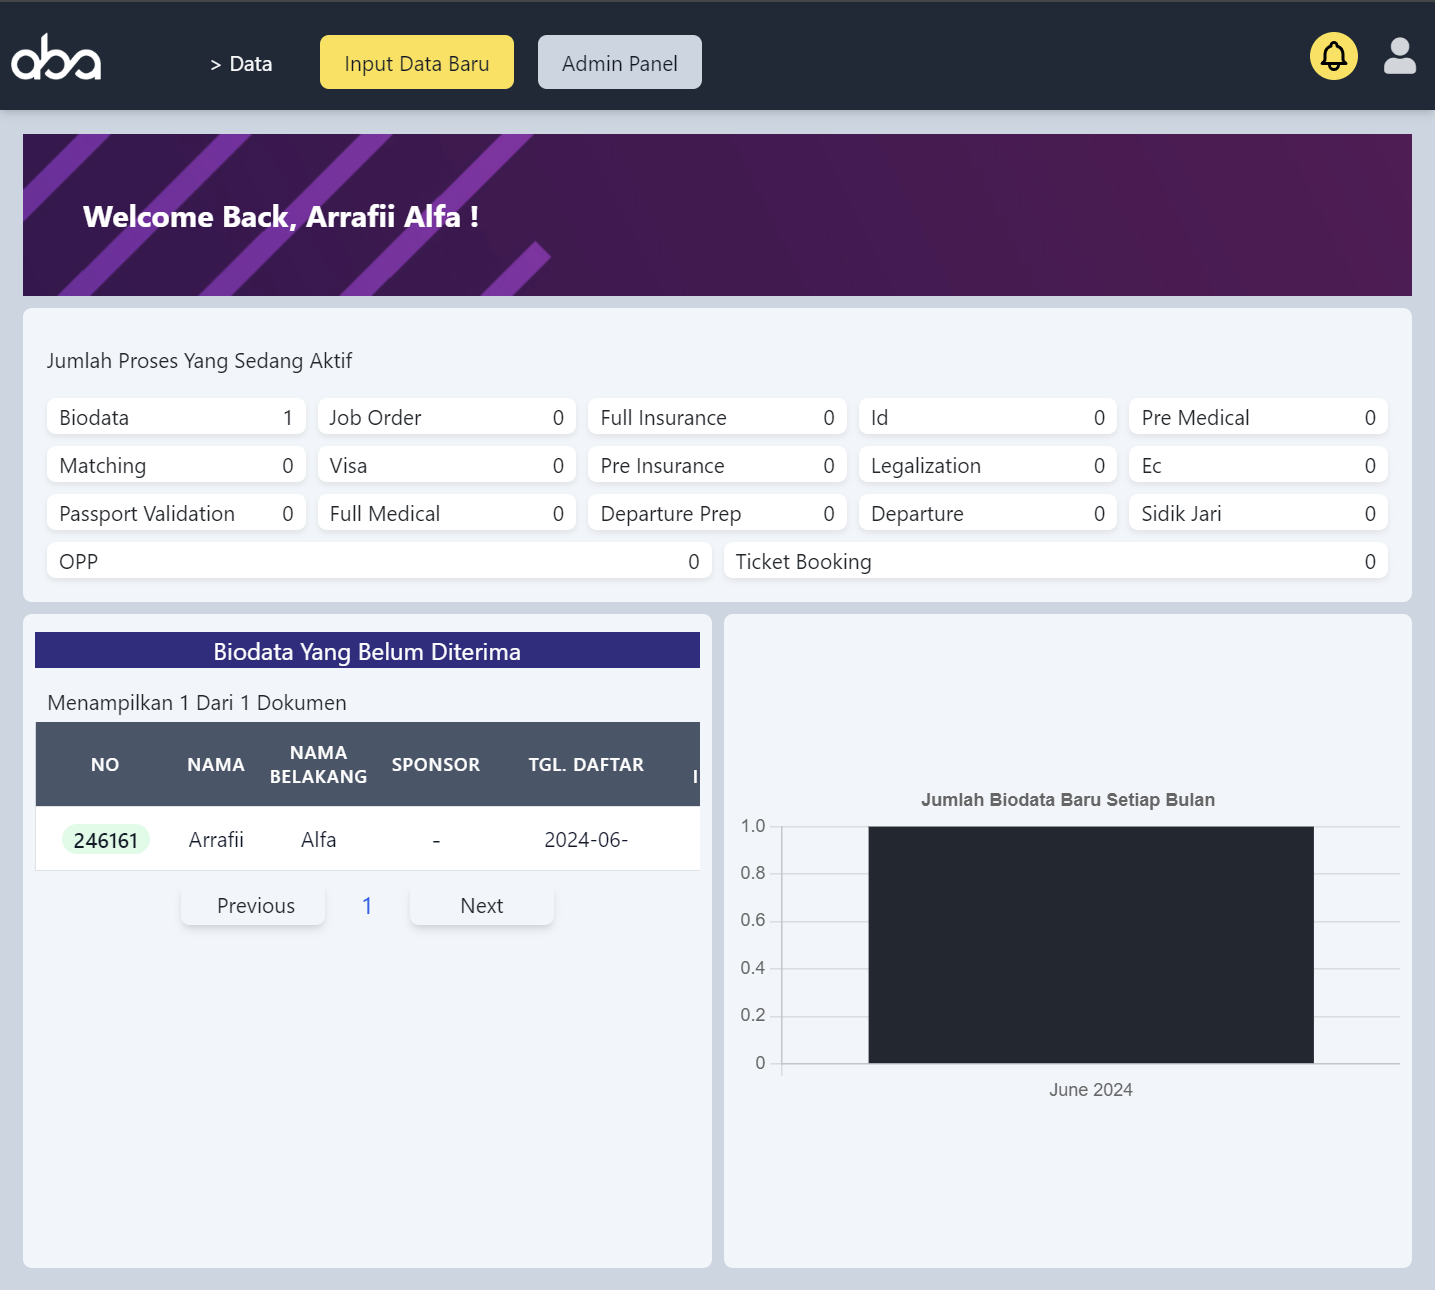 aba
> Data
Input Data Baru
Admin Panel
Welcome Back, Arrafii Alfa !
Jumlah Proses Yang Sedang Aktif
Biodata 1
Job Order 0
Full Insurance 0
Id 0
Pre Medical 0
Matching 0
Visa 0
Pre Insurance 0
Legalization 0
Ec 0
Passport Validation 0
Full Medical 0
Departure Prep 0
Departure 0
Sidik Jari 0
OPP 0
Ticket Booking 0
Biodata Yang Belum Diterima
Menampilkan 1 Dari 1 Dokumen
NO
NAMA
NAMA
BELAKANG
SPONSOR
TGL. DAFTAR
246161
Arrafii
Alfa
-
2024-06-
Previous
1
Next
Jumlah Biodata Baru Setiap Bulan
1.0
0.8
0.6
0.4
0.2
0
June 2024